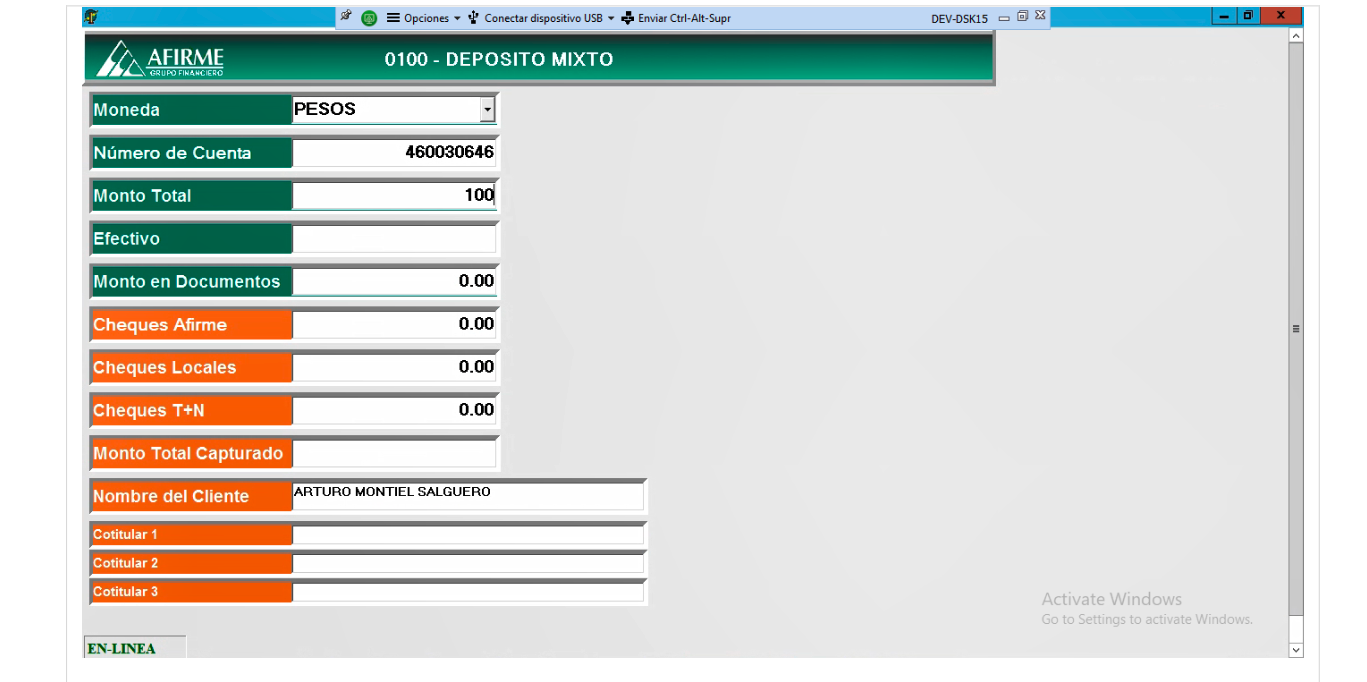 Opciones Conectar dispositivo USB Enviar Ctrl-Alt-Supr DEV-DSK15
AFIRME
GRUPO FINANCIERO
0100 - DEPOSITO MIXTO
Moneda PESOS
Número de Cuenta 460030646
Monto Total 100
Efectivo
Monto en Documentos 0.00
Cheques Afirme 0.00
Cheques Locales 0.00
Cheques T+N 0.00
Monto Total Capturado
Nombre del Cliente ARTURO MONTIEL SALGUERO
Cotitular 1
Cotitular 2
Cotitular 3
Activate Windows
Go to Settings to activate Windows.
EN-LINEA